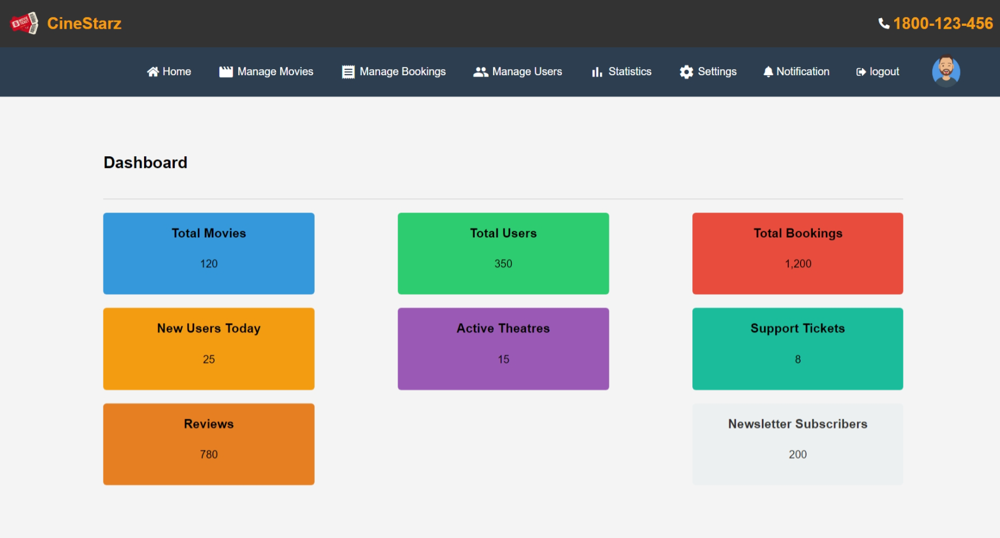 CineStarz
1800-123-456
Home Manage Movies Manage Bookings Manage Users Statistics Settings Notification logout
Dashboard
Total Movies
120
Total Users
350
Total Bookings
1,200
New Users Today
25
Active Theatres
15
Support Tickets
8
Reviews
780
Newsletter Subscribers
200